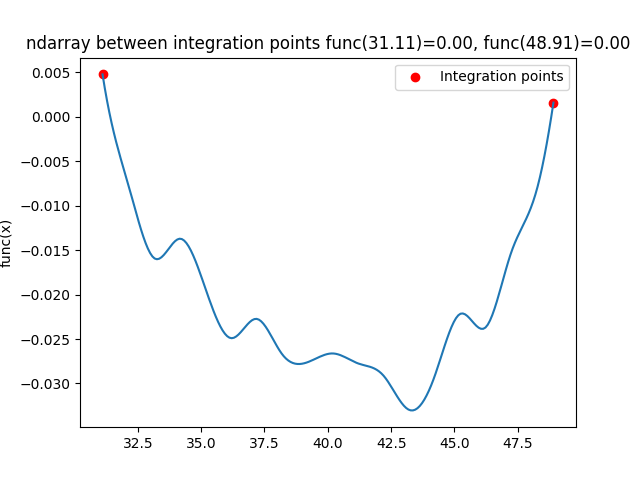 ndarray between integration points func(31.11)=0.00, func(48.91)=0.00
Integration points
func(x)
0.005
0.000
−0.005
−0.010
−0.015
−0.020
−0.025
−0.030
32.5 35.0 37.5 40.0 42.5 45.0 47.5